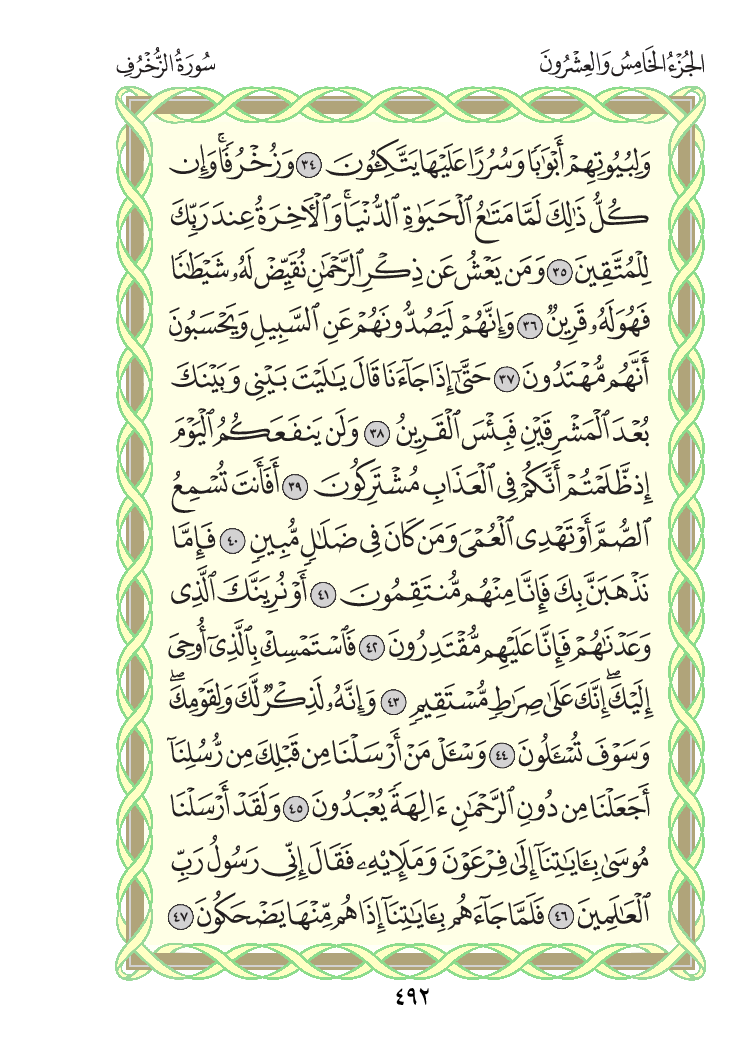 الجُزْءُ الخَامِسُ وَالعِشْرُونَ
سُورَةُ الزُّخْرُفِ
وَلِبُيُوتِهِمْ أَبْوَٰبًا وَسُرُرًا عَلَيْهَا يَتَّكِـُٔونَ ٣٤ وَزُخْرُفًاۚ وَإِن
كُلُّ ذَٰلِكَ لَمَّا مَتَٰعُ ٱلْحَيَوٰةِ ٱلدُّنْيَاۚ وَٱلْءَاخِرَةُ عِندَ رَبِّكَ
لِلْمُتَّقِينَ ٣٥ وَمَن يَعْشُ عَن ذِكْرِ ٱلرَّحْمَٰنِ نُقَيِّضْ لَهُۥ شَيْطَٰنًا
فَهُوَ لَهُۥ قَرِينٌ ٣٦ وَإِنَّهُمْ لَيَصُدُّونَهُمْ عَنِ ٱلسَّبِيلِ وَيَحْسَبُونَ
أَنَّهُم مُّهْتَدُونَ ٣٧ حَتَّىٰٓ إِذَا جَآءَنَا قَالَ يَٰلَيْتَ بَيْنِى وَبَيْنَكَ
بُعْدَ ٱلْمَشْرِقَيْنِ فَبِئْسَ ٱلْقَرِينُ ٣٨ وَلَن يَنفَعَكُمُ ٱلْيَوْمَ
إِذ ظَّلَمْتُمْ أَنَّكُمْ فِى ٱلْعَذَابِ مُشْتَرِكُونَ ٣٩ أَفَأَنتَ تُسْمِعُ
ٱلصُّمَّ أَوْ تَهْدِى ٱلْعُمْىَ وَمَن كَانَ فِى ضَلَٰلٍ مُّبِينٍ ٤٠ فَإِمَّا
نَذْهَبَنَّ بِكَ فَإِنَّا مِنْهُم مُّنتَقِمُونَ ٤١ أَوْ نُرِيَنَّكَ ٱلَّذِى
وَعَدْنَٰهُمْ فَإِنَّا عَلَيْهِم مُّقْتَدِرُونَ ٤٢ فَٱسْتَمْسِكْ بِٱلَّذِىٓ أُوحِىَ
إِلَيْكَۖ إِنَّكَ عَلَىٰ صِرَٰطٍ مُّسْتَقِيمٍ ٤٣ وَإِنَّهُۥ لَذِكْرٌ لَّكَ وَلِقَوْمِكَۖ
وَسَوْفَ تُسْـَٔلُونَ ٤٤ وَسْـَٔلْ مَنْ أَرْسَلْنَا مِن قَبْلِكَ مِن رُّسُلِنَآ
أَجَعَلْنَا مِن دُونِ ٱلرَّحْمَٰنِ ءَالِهَةً يُعْبَدُونَ ٤٥ وَلَقَدْ أَرْسَلْنَا
مُوسَىٰ بِـَٔايَٰتِنَآ إِلَىٰ فِرْعَوْنَ وَمَلَإِيْهِۦ فَقَالَ إِنِّى رَسُولُ رَبِّ
ٱلْعَٰلَمِينَ ٤٦ فَلَمَّا جَآءَهُم بِـَٔايَٰتِنَآ إِذَا هُم مِّنْهَا يَضْحَكُونَ ٤٧
٤٩٢